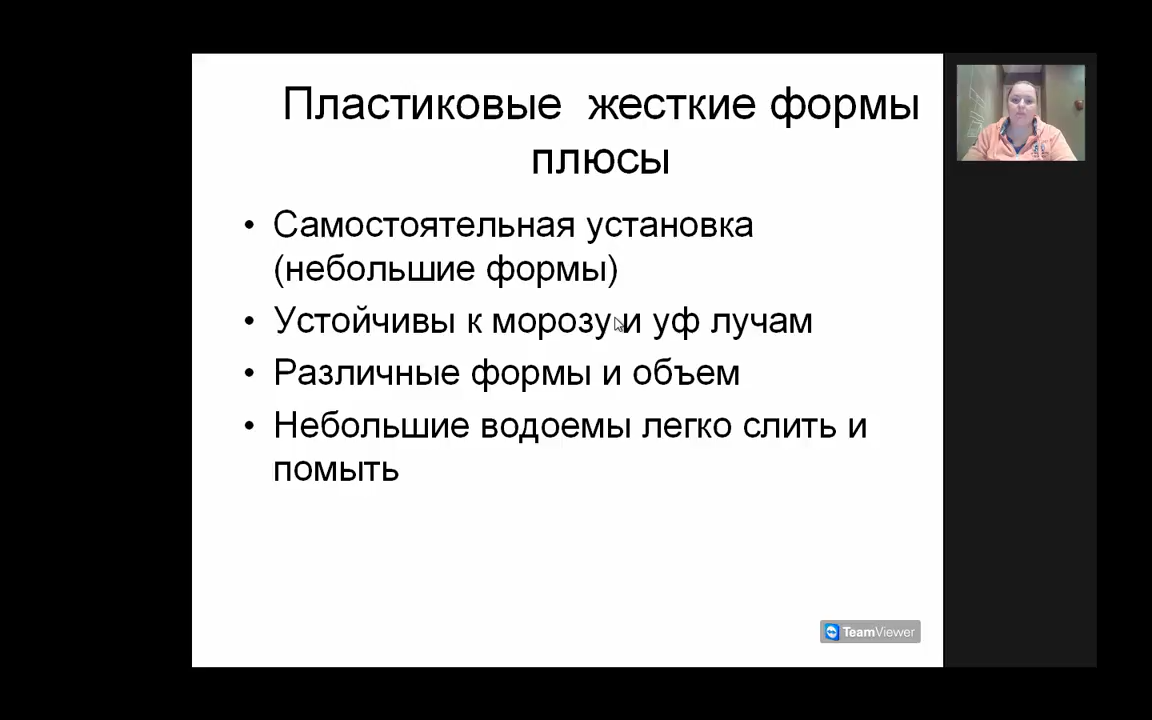 Пластиковые жесткие формы
плюсы
• Самостоятельная установка
(небольшие формы)
• Устойчивы к морозу и уф лучам
• Различные формы и объем
• Небольшие водоемы легко слить и
помыть
TeamViewer